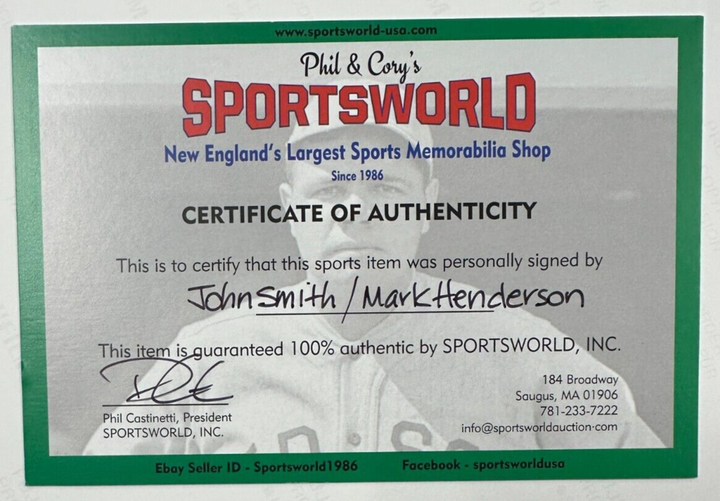 www.sportsworld-usa.com
Phil & Cory's
SPORTSWORLD
New England's Largest Sports Memorabilia Shop
Since 1986
CERTIFICATE OF AUTHENTICITY
This is to certify that this sports item was personally signed by
John Smith / Mark Henderson
This item is guaranteed 100% authentic by SPORTSWORLD, INC.
Phil Castinetti, President
SPORTSWORLD, INC.
184 Broadway
Saugus, MA 01906
781-233-7222
info@sportsworldauction.com
Ebay Seller ID - Sportsworld1986
Facebook - sportsworldusa